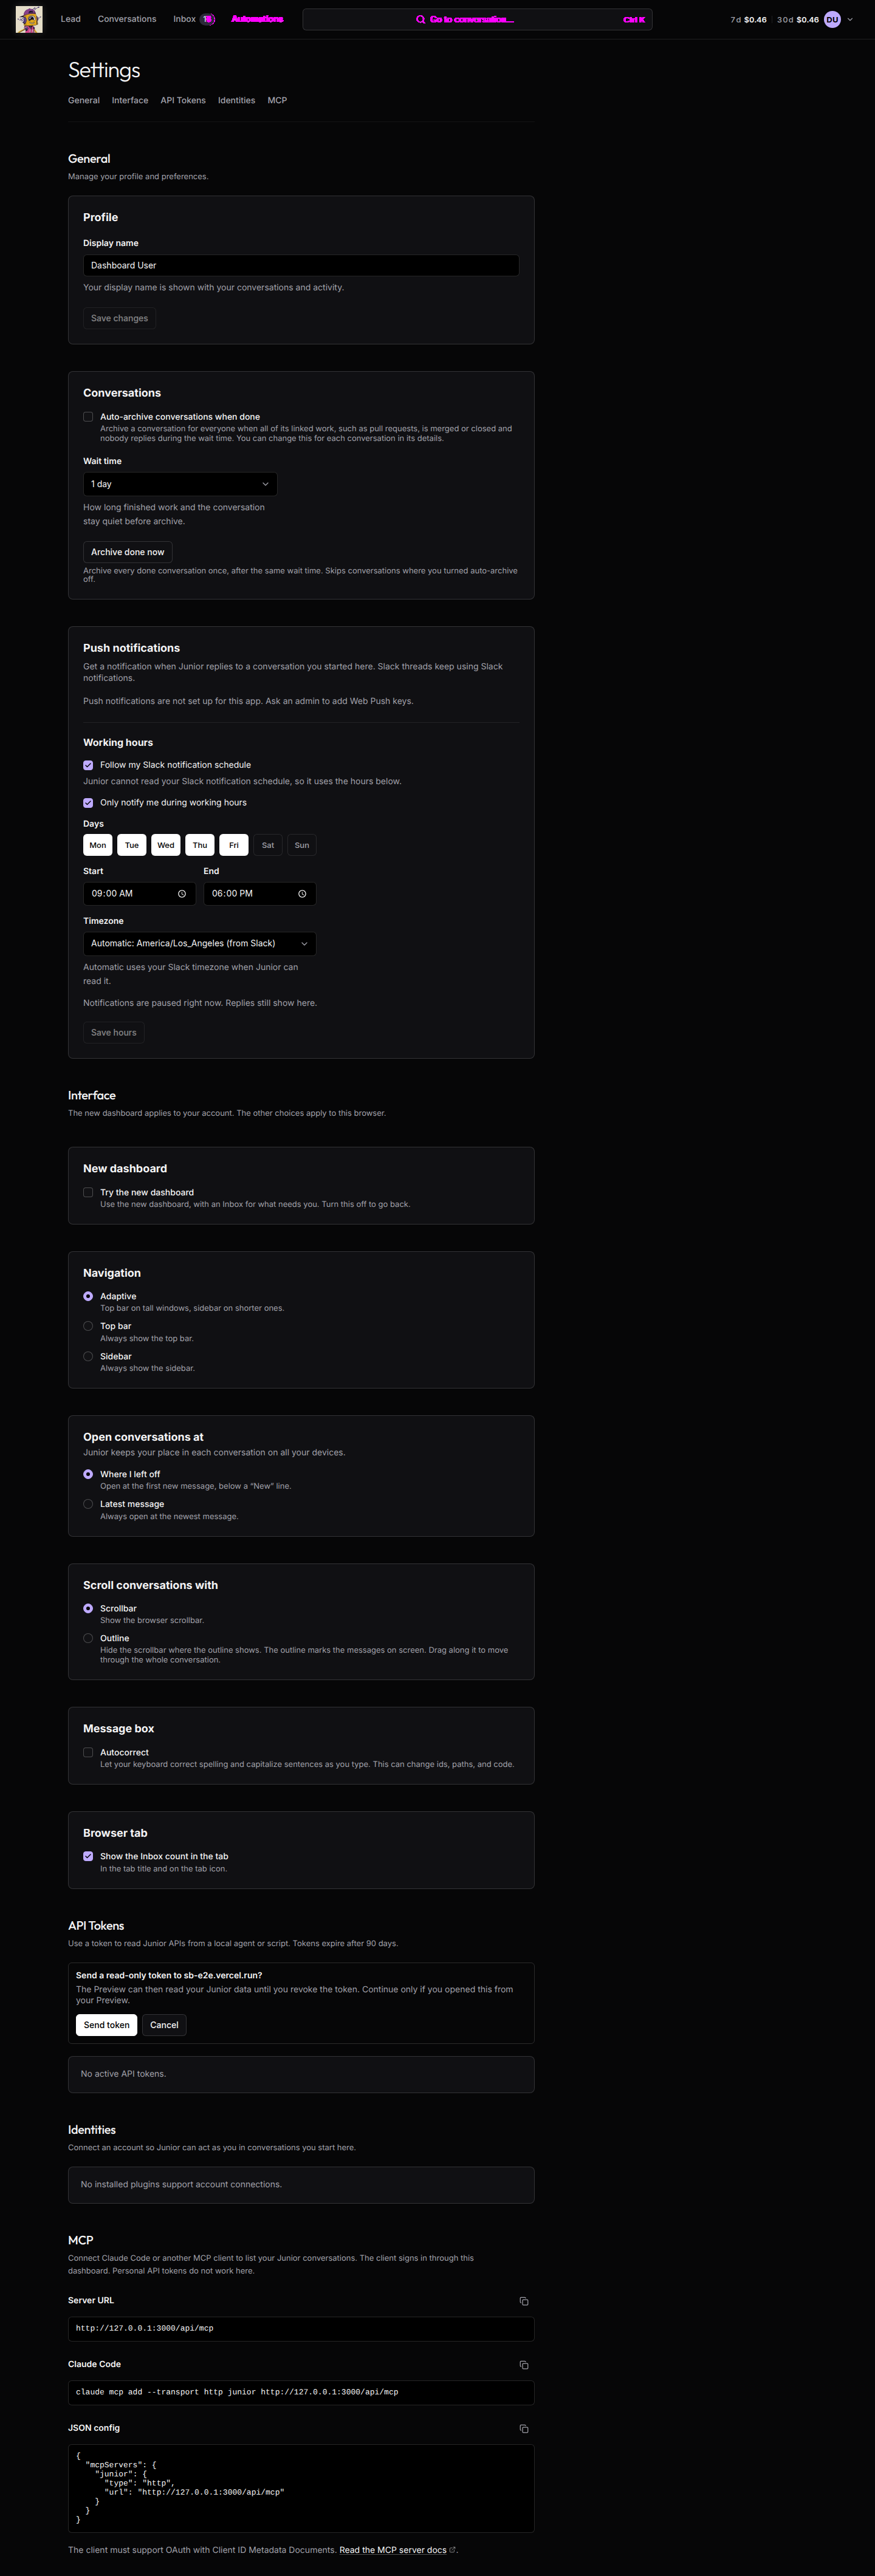 Lead
Conversations
Inbox
Automations
Go to conversation...
Ctrl K
7d $0.46
30d $0.46
DU
Settings
General
Interface
API Tokens
Identities
MCP
General
Manage your profile and preferences.
Profile
Display name
Dashboard User
Your display name is shown with your conversations and activity.
Save changes
Conversations
Auto-archive conversations when done
Archive a conversation for everyone when all of its linked work, such as pull requests, is merged or closed and
nobody replies during the wait time. You can change this for each conversation in its details.
Wait time
1 day
How long finished work and the conversation
stay quiet before archive.
Archive done now
Archive every done conversation once, after the same wait time. Skips conversations where you turned auto-archive
off.
Push notifications
Get a notification when Junior replies to a conversation you started here. Slack threads keep using Slack
notifications.
Push notifications are not set up for this app. Ask an admin to add Web Push keys.
Working hours
Follow my Slack notification schedule
Junior cannot read your Slack notification schedule, so it uses the hours below.
Only notify me during working hours
Days
Mon
Tue
Wed
Thu
Fri
Sat
Sun
Start
End
09:00 AM
06:00 PM
Timezone
Automatic: America/Los_Angeles (from Slack)
Automatic uses your Slack timezone when Junior can
read it.
Notifications are paused right now. Replies still show here.
Save hours
Interface
The new dashboard applies to your account. The other choices apply to this browser.
New dashboard
Try the new dashboard
Use the new dashboard, with an Inbox for what needs you. Turn this off to go back.
Navigation
Adaptive
Top bar on tall windows, sidebar on shorter ones.
Top bar
Always show the top bar.
Sidebar
Always show the sidebar.
Open conversations at
Junior keeps your place in each conversation on all your devices.
Where I left off
Open at the first new message, below a "New" line.
Latest message
Always open at the newest message.
Scroll conversations with
Scrollbar
Show the browser scrollbar.
Outline
Hide the scrollbar where the outline shows. The outline marks the messages on screen. Drag along it to move
through the whole conversation.
Message box
Autocorrect
Let your keyboard correct spelling and capitalize sentences as you type. This can change ids, paths, and code.
Browser tab
Show the Inbox count in the tab
In the tab title and on the tab icon.
API Tokens
Use a token to read Junior APIs from a local agent or script. Tokens expire after 90 days.
Send a read-only token to sb-e2e.vercel.run?
The Preview can then read your Junior data until you revoke the token. Continue only if you opened this from
your Preview.
Send token
Cancel
No active API tokens.
Identities
Connect an account so Junior can act as you in conversations you start here.
No installed plugins support account connections.
MCP
Connect Claude Code or another MCP client to list your Junior conversations. The client signs in through this
dashboard. Personal API tokens do not work here.
Server URL
http://127.0.0.1:3000/api/mcp
Claude Code
claude mcp add --transport http junior http://127.0.0.1:3000/api/mcp
JSON config
{
"mcpServers": {
"junior": {
"type": "http",
"url": "http://127.0.0.1:3000/api/mcp"
}
}
}
The client must support OAuth with Client ID Metadata Documents. Read the MCP server docs.